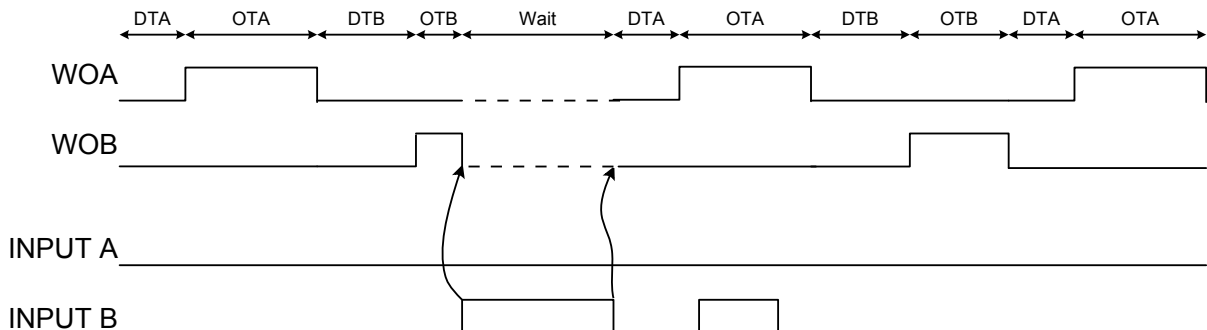 DTA OTA DTB OTB Wait DTA OTA DTB OTB DTA OTA
WOA
WOB
INPUT A
INPUT B